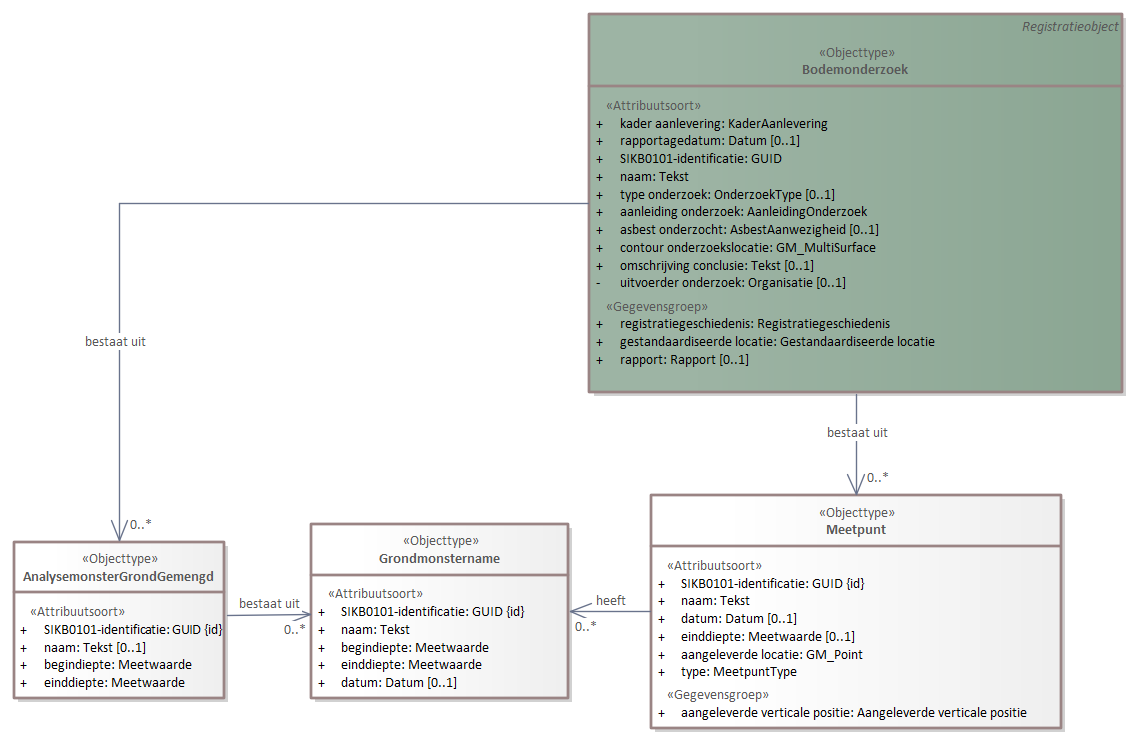 Registratieobject
«Objecttype»
Bodemonderzoek
«Attribuutsoort»
+ kader aanlevering: KaderAanlevering
+ rapportagedatum: Datum [0..1]
+ SIKB0101-identificatie: GUID
+ naam: Tekst
+ type onderzoek: OnderzoekType [0..1]
+ aanleiding onderzoek: AanleidingOnderzoek
+ asbest onderzocht: AsbestAanwezigheid [0..1]
+ contour onderzoekslocatie: GM_MultiSurface
+ omschrijving conclusie: Tekst [0..1]
- uitvoerder onderzoek: Organisatie [0..1]
«Gegevensgroep»
+ registratiegeschiedenis: Registratiegeschiedenis
+ gestandaardiseerde locatie: Gestandaardiseerde locatie
+ rapport: Rapport [0..1]
bestaat uit
0..*
bestaat uit
0..*
«Objecttype»
AnalysemonsterGrondGemengd
«Attribuutsoort»
+ SIKB0101-identificatie: GUID {id}
+ naam: Tekst [0..1]
+ begindiepte: Meetwaarde
+ einddiepte: Meetwaarde
bestaat uit
0..*
«Objecttype»
Grondmonstername
«Attribuutsoort»
+ SIKB0101-identificatie: GUID {id}
+ naam: Tekst
+ begindiepte: Meetwaarde
+ einddiepte: Meetwaarde
+ datum: Datum [0..1]
heeft
0..*
«Objecttype»
Meetpunt
«Attribuutsoort»
+ SIKB0101-identificatie: GUID {id}
+ naam: Tekst
+ datum: Datum [0..1]
+ einddiepte: Meetwaarde [0..1]
+ aangeleverde locatie: GM_Point
+ type: MeetpuntType
«Gegevensgroep»
+ aangeleverde verticale positie: Aangeleverde verticale positie